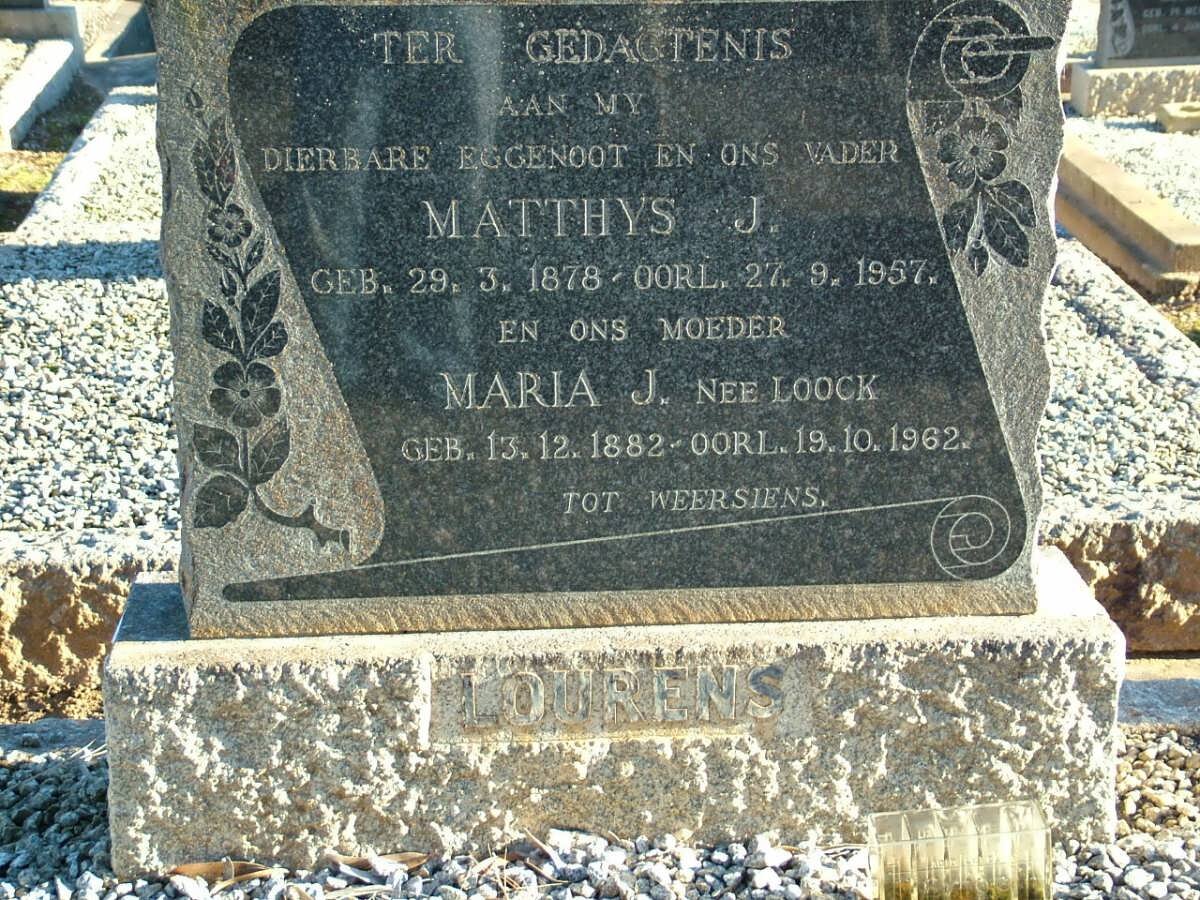 TER GEDAGTENIS
AAN MY
DIERBARE EGGENOOT EN ONS VADER
MATTHYS J.
GEB. 29. 3. 1878 - OORL. 27. 9. 1957.
EN ONS MOEDER
MARIA J. NEE LOOCK
GEB. 13. 12. 1882 - OORL. 19. 10. 1962.
TOT WEERSIENS.
LOURENS